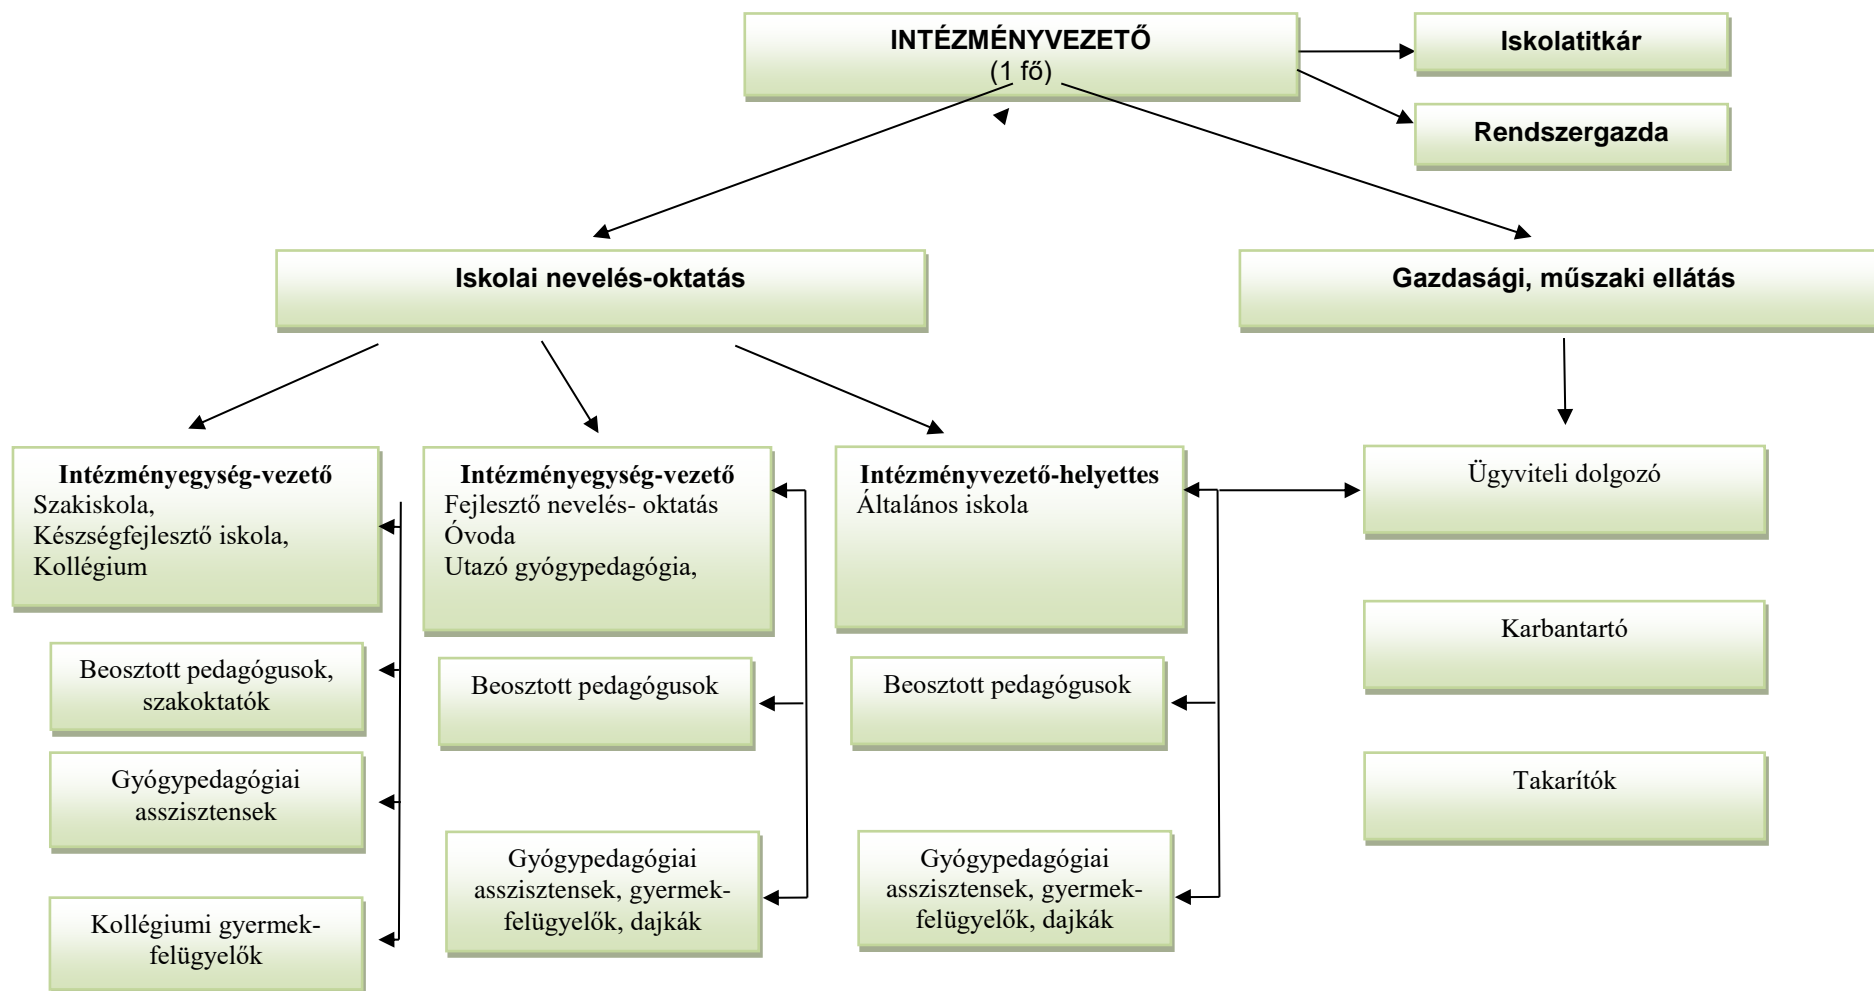 INTÉZMÉNYVEZETŐ
(1 fő)
Iskolatitkár
Rendszergazda
Iskolai nevelés-oktatás
Gazdasági, műszaki ellátás
Intézményegység-vezető
Szakiskola,
Készségfejlesztő iskola,
Kollégium
Intézményegység-vezető
Fejlesztő nevelés- oktatás
Óvoda
Utazó gyógypedagógia,
Intézményvezető-helyettes
Általános iskola
Ügyviteli dolgozó
Beosztott pedagógusok,
szakoktatók
Beosztott pedagógusok
Beosztott pedagógusok
Karbantartó
Gyógypedagógiai
asszisztensek
Takarítók
Kollégiumi gyermek-
felügyelők
Gyógypedagógiai
asszisztensek, gyermek-
felügyelők, dajkák
Gyógypedagógiai
asszisztensek, gyermek-
felügyelők, dajkák